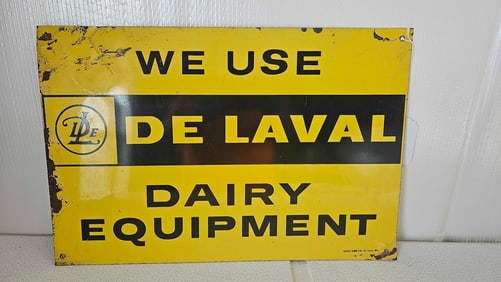 WE USE
DE LAVAL
DAIRY
EQUIPMENT